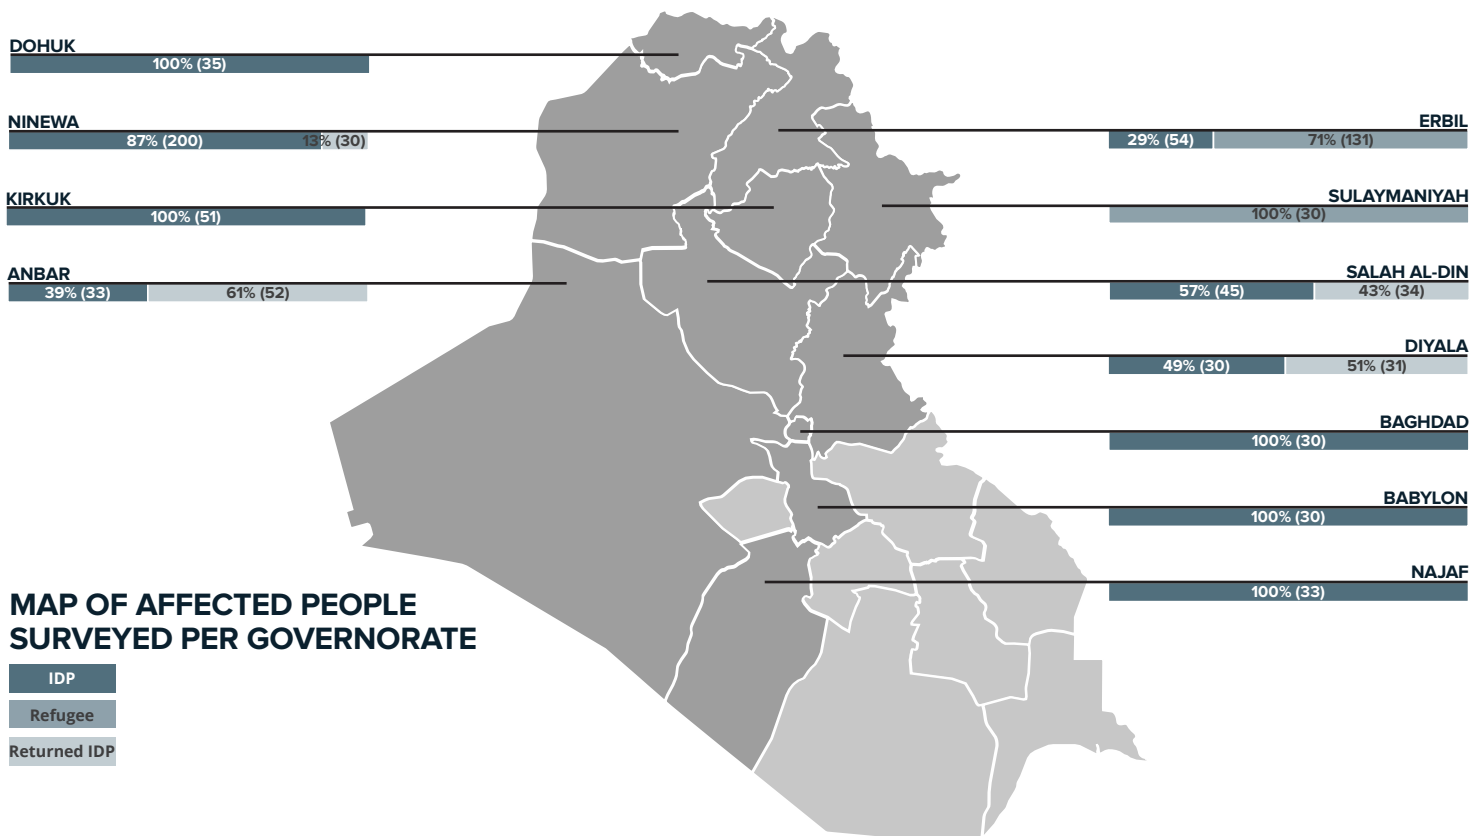 DOHUK
100% (35)
NINEWA
87% (200)
13% (30)
KIRKUK
100% (51)
ANBAR
39% (33)
61% (52)
ERBIL
29% (54)
71% (131)
SULAYMANIYAH
100% (30)
SALAH AL-DIN
57% (45)
43% (34)
DIYALA
49% (30)
51% (31)
BAGHDAD
100% (30)
BABYLON
100% (30)
NAJAF
100% (33)
MAP OF AFFECTED PEOPLE
SURVEYED PER GOVERNORATE
IDP
Refugee
Returned IDP